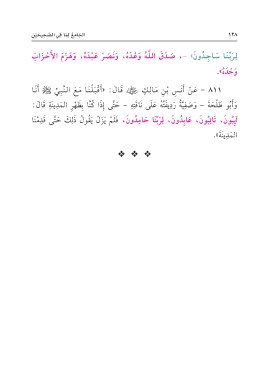 ١٢٨ الجامع لما في الصحيحين
لِرَبِّنَا سَاجِدُونَ﴾ –، صَدَقَ اللَّهُ وَعْدَهُ، وَنَصَرَ عَبْدَهُ، وَهَزَمَ الأَحْزَابَ
وَحْدَهُ».
٨١١ – عَنْ أَنَسِ بْنِ مَالِكٍ ﷺ قَالَ: «أَقْبَلْنَا مَعَ النَّبِيِّ ﷺ أَنَا
وَأَبُو طَلْحَةَ – وَصَفِيَّةُ رَدِيفَتُهُ عَلَى نَاقَتِهِ – حَتَّى إِذَا كُنَّا بِظَهْرِ المَدِينَةِ قَالَ:
آيِبُونَ، تَائِبُونَ، عَابِدُونَ، لِرَبِّنَا حَامِدُونَ، فَلَمْ يَزَلْ يَقُولُ ذَلِكَ حَتَّى قَدِمْنَا
المَدِينَةَ».